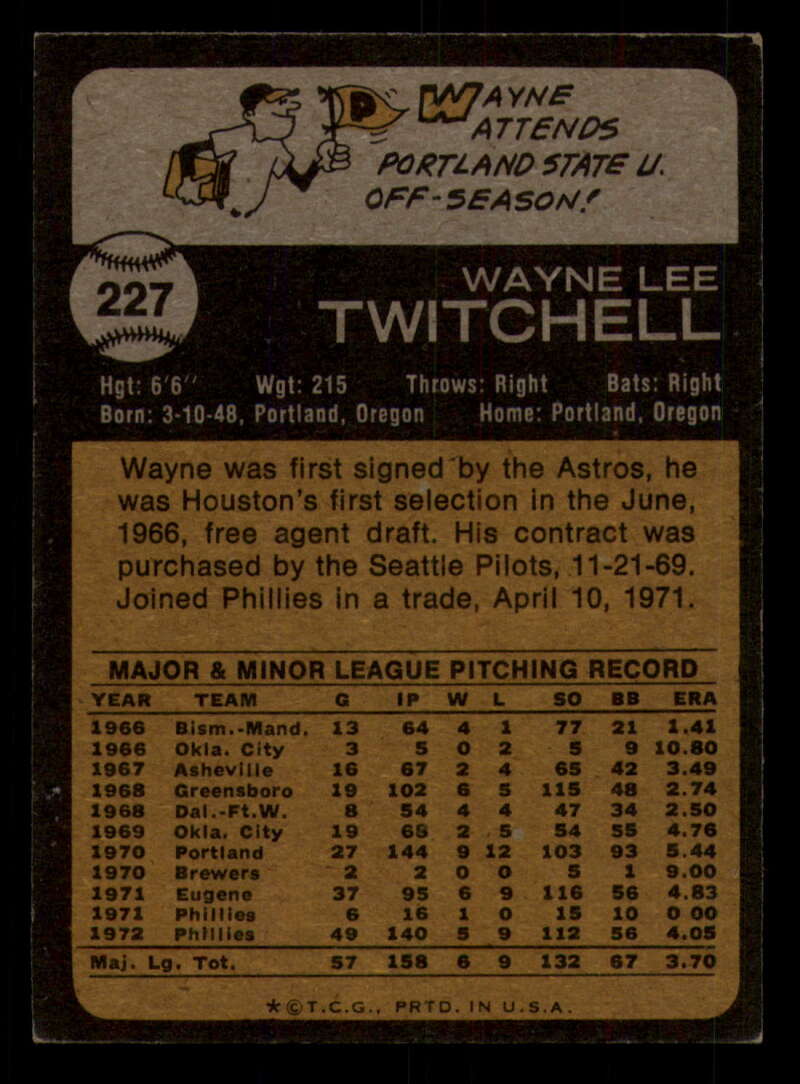 P WAYNE
ATTENDS
PORTLAND STATE U.
OFF-SEASON!
227
WAYNE LEE
TWITCHELL
Hgt: 6'6" Wgt: 215 Throws: Right Bats: Right
Born: 3-10-48, Portland, Oregon Home: Portland, Oregon
Wayne was first signed by the Astros, he
was Houston's first selection in the June,
1966, free agent draft. His contract was
purchased by the Seattle Pilots, 11-21-69.
Joined Phillies in a trade, April 10, 1971.
MAJOR & MINOR LEAGUE PITCHING RECORD
YEAR TEAM G IP W L SO BB ERA
1966 Bism.-Mand. 13 64 4 1 77 21 1.41
1966 Okla. City 3 5 0 2 5 9 10.80
1967 Asheville 16 67 2 4 65 42 3.49
1968 Greensboro 19 102 6 5 115 48 2.74
1968 Dal.-Ft.W. 8 54 4 4 47 34 2.50
1969 Okla. City 19 68 2 5 54 55 4.76
1970 Portland 27 144 9 12 103 93 5.44
1970 Brewers 2 2 0 0 5 1 9.00
1971 Eugene 37 95 6 9 116 56 4.83
1971 Phillies 6 16 1 0 15 10 0 00
1972 Phillies 49 140 5 9 112 56 4.05
Maj. Lg. Tot. 57 158 6 9 132 67 3.70
*©T.C.G., PRTD. IN U.S.A.